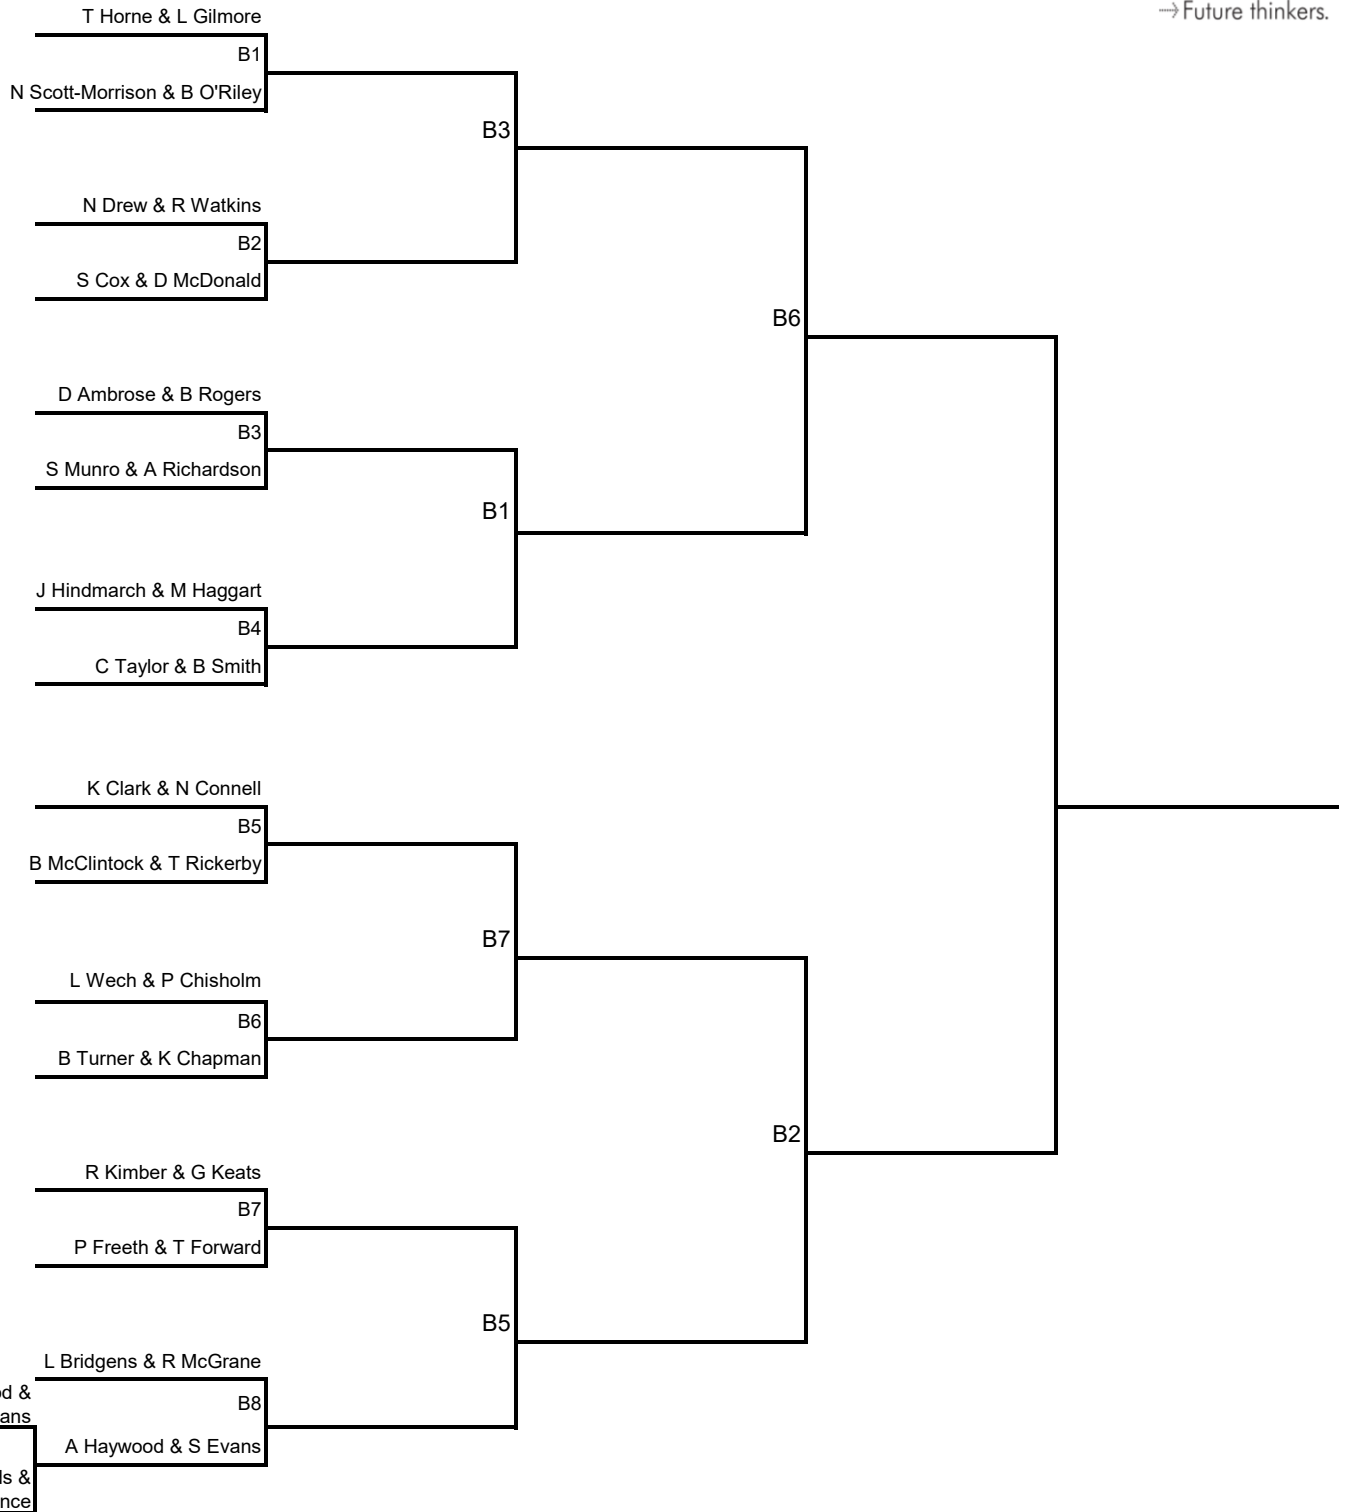 Future thinkers.
T Horne & L Gilmore
B1
N Scott-Morrison & B O'Riley
B3
N Drew & R Watkins
B2
S Cox & D McDonald
B6
D Ambrose & B Rogers
B3
S Munro & A Richardson
B1
J Hindmarch & M Haggart
B4
C Taylor & B Smith
K Clark & N Connell
B5
B McClintock & T Rickerby
B7
L Wech & P Chisholm
B6
B Turner & K Chapman
B2
R Kimber & G Keats
B7
P Freeth & T Forward
B5
L Bridgens & R McGrane
B8
A Haywood & S Evans